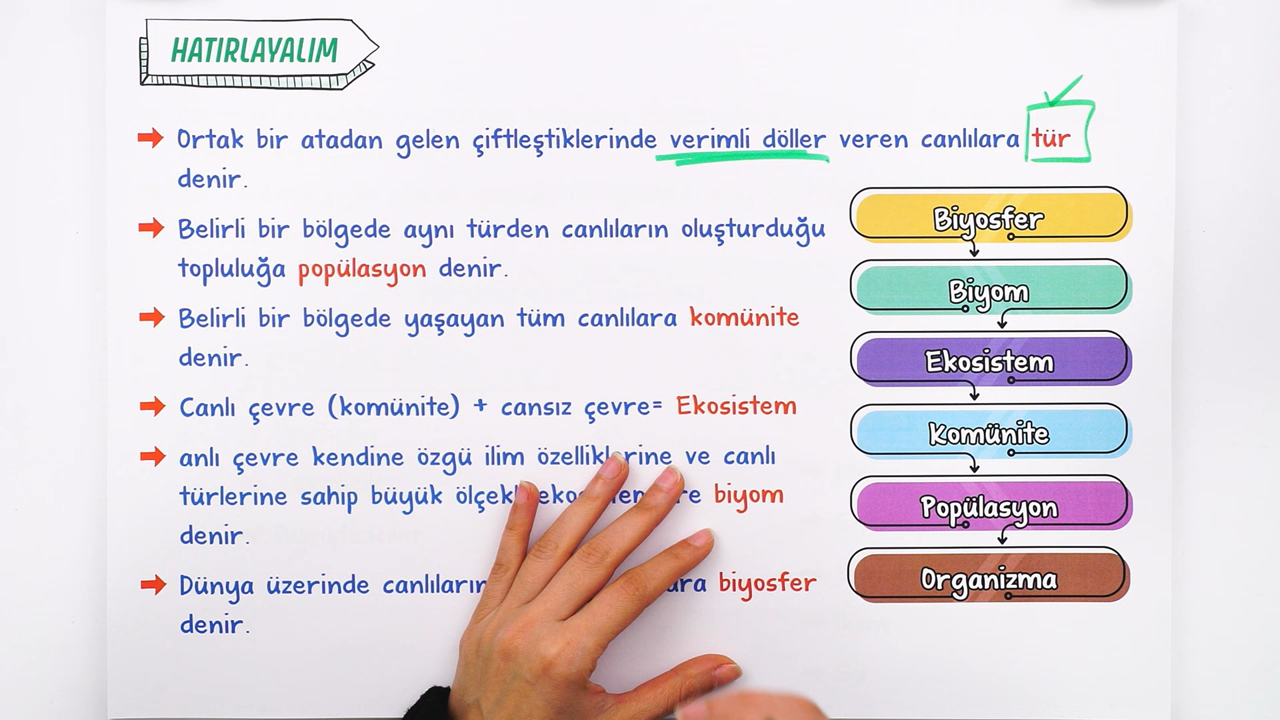 HATIRLAYALIM
Ortak bir atadan gelen çiftleştiklerinde verimli döller veren canlılara tür
denir.
Belirli bir bölgede aynı türden canlıların oluşturduğu
topluluğa popülasyon denir.
Belirli bir bölgede yaşayan tüm canlılara komünite
denir.
Canlı çevre (komünite) + cansız çevre= Ekosistem
anlı çevre kendine özgü ilim özelliklerine ve canlı
türlerine sahip büyük biyom
denir.
Dünya üzerinde biyosfer
denir.
Biyosfer
Biyom
Ekosistem
Komünite
Popülasyon
Organizma